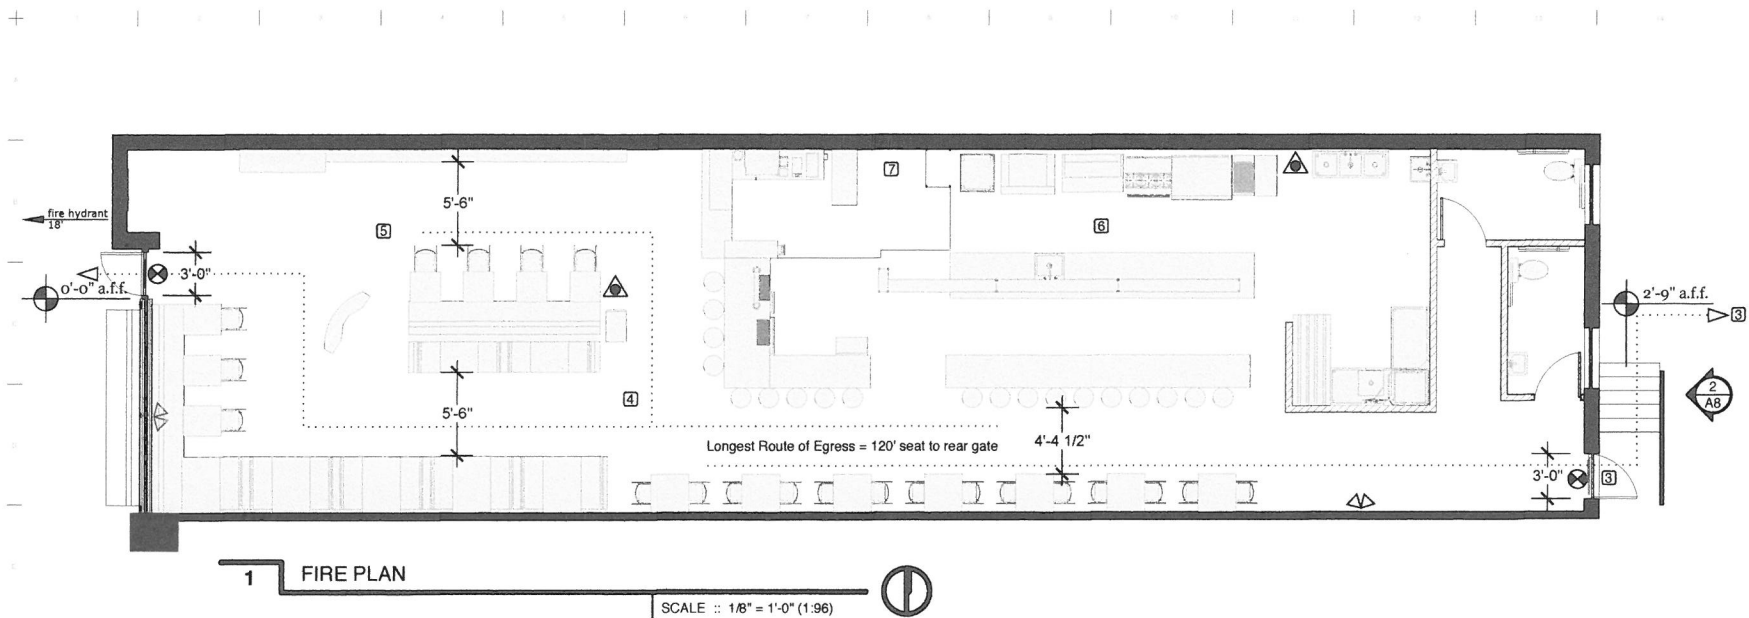 7
5'-6"
fire hydrant
18'
5
6
3'-0"
0'-0" a.f.f.
2'-9" a.f.f.
3
2
A8
5'-6"
4
Longest Route of Egress = 120' seat to rear gate
4'-4 1/2"
3'-0"
3
1
FIRE PLAN
SCALE :: 1/8" = 1'-0" (1:96)